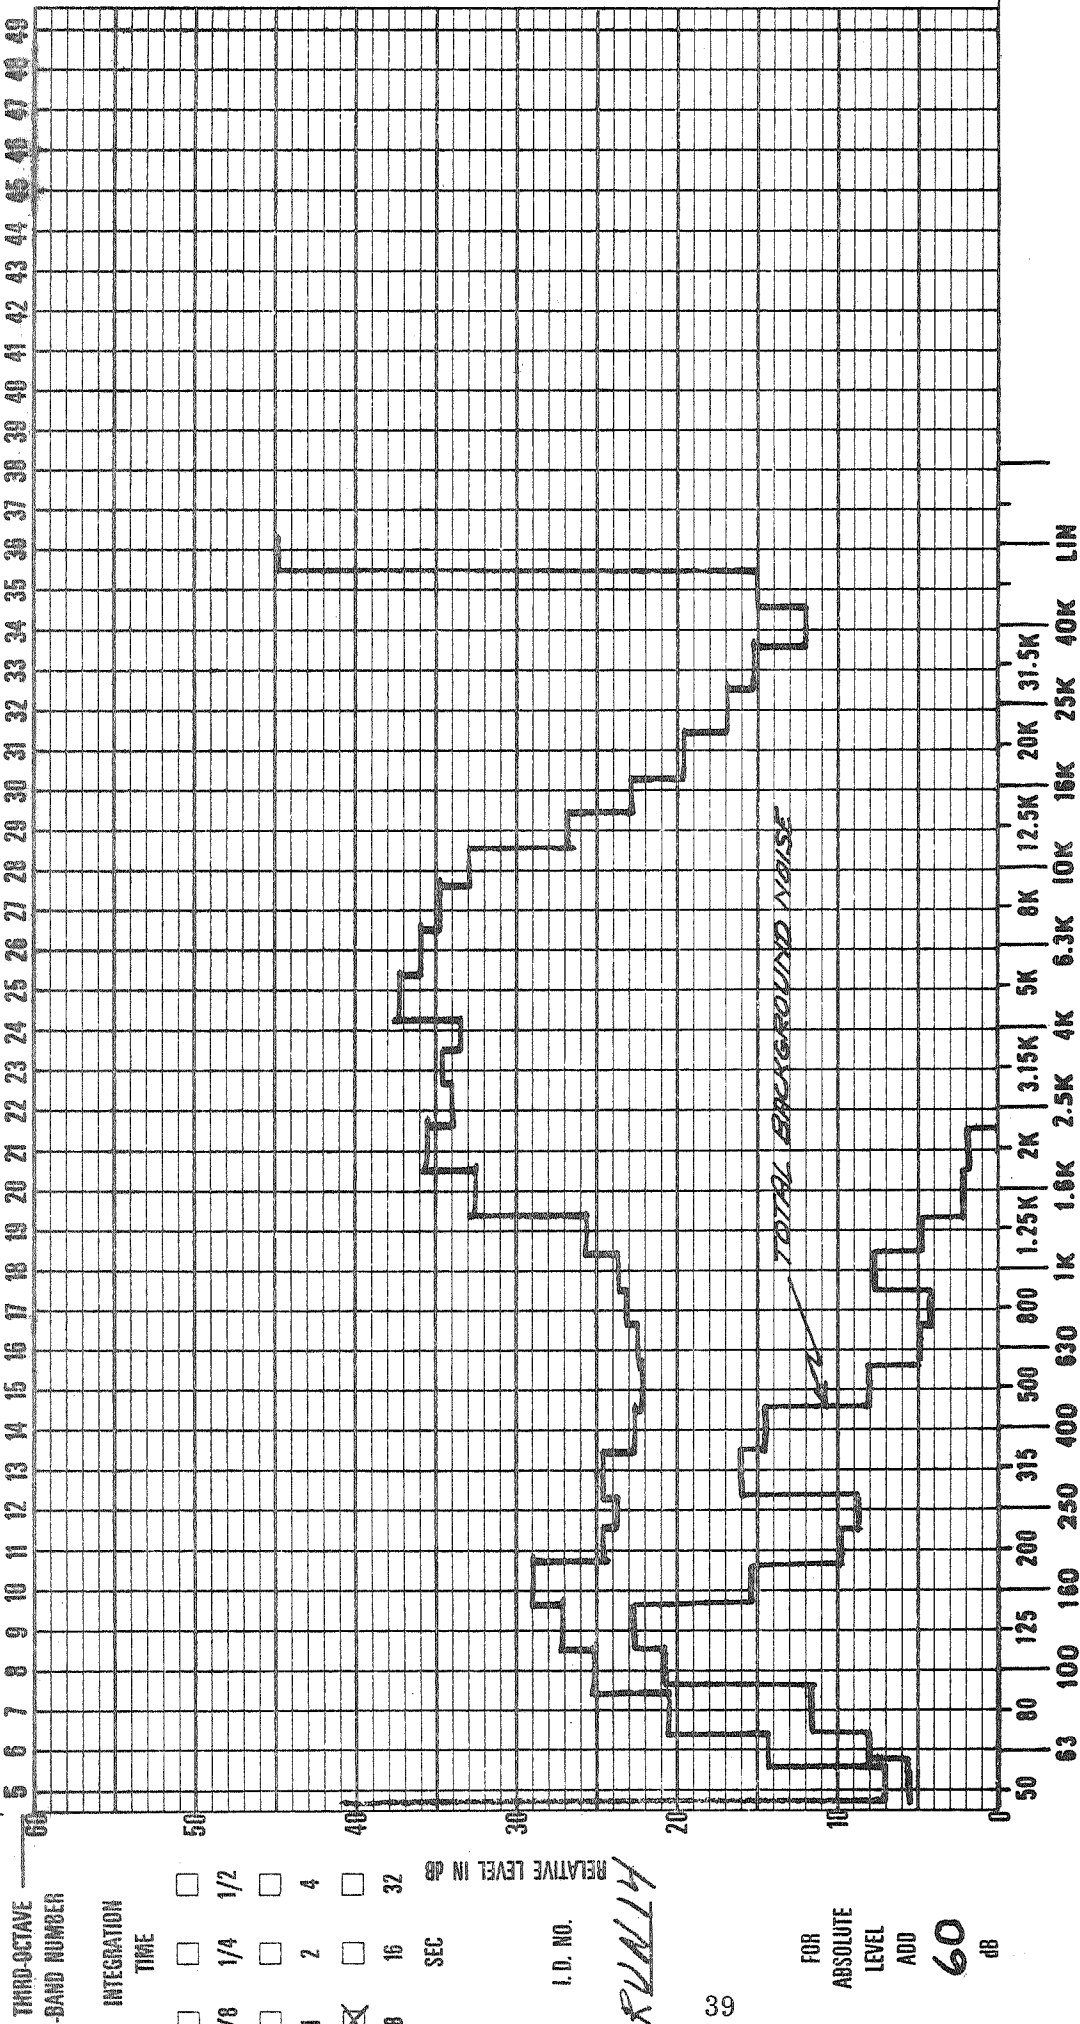 THIRD-OCTAVE
-BAND NUMBER
5 6 7 8 9 10 11 12 13 14 15 16 17 18 19 20 21 22 23 24 25 26 27 28 29 30 31 32 33 34 35 36 37 38 39 40 41 42 43 44 45 46 47 48 49
INTEGRATION
TIME
1/8 1/4 1/2
1 2 4
8 16 32
SEC
RELATIVE LEVEL IN dB
60
50
40
30
20
10
0
I. D. NO.
RUN 14
FOR
ABSOLUTE
LEVEL
ADD
60
dB
TOTAL BACKGROUND NOISE
50 80 125 200 315 500 800 1.25K 2K 3.15K 5K 8K 12.5K 20K 31.5K
63 100 160 250 400 630 1K 1.6K 2.5K 4K 6.3K 10K 16K 25K 40K LIN
39